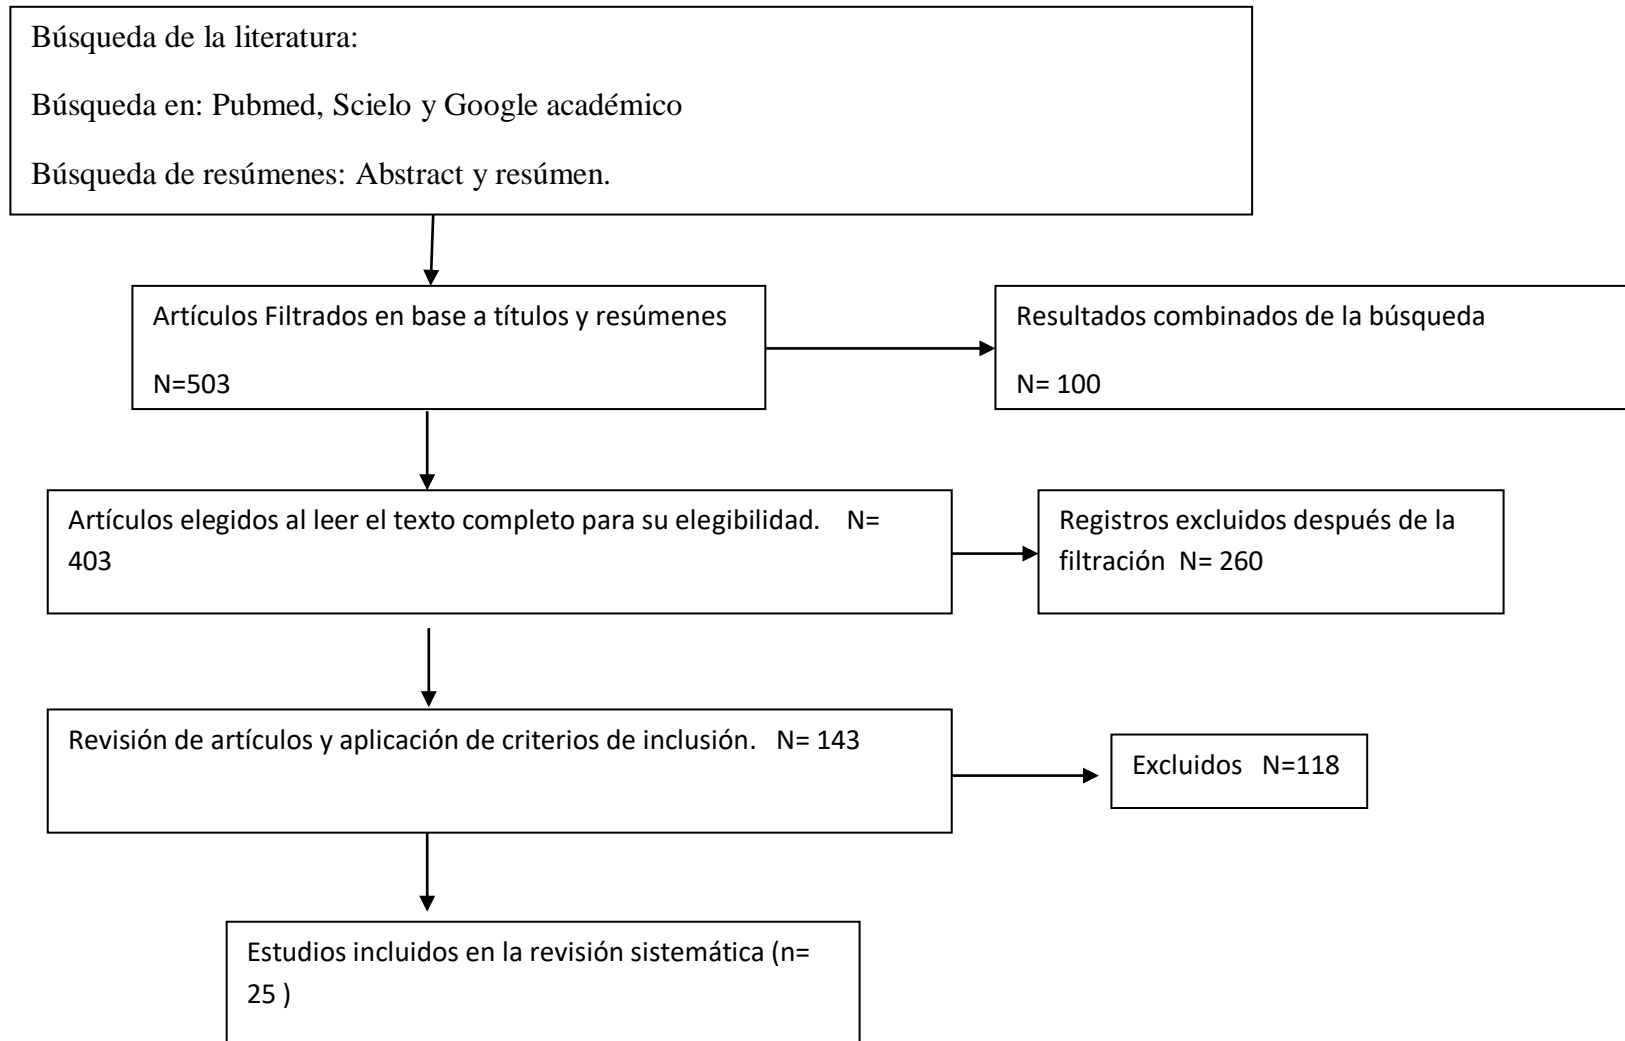 Búsqueda de la literatura:
Búsqueda en: Pubmed, Scielo y Google académico
Búsqueda de resúmenes: Abstract y resúmen.
Artículos Filtrados en base a títulos y resúmenes
N=503
Resultados combinados de la búsqueda
N= 100
Artículos elegidos al leer el texto completo para su elegibilidad. N=
403
Registros excluidos después de la
filtración N= 260
Revisión de artículos y aplicación de criterios de inclusión. N= 143
Excluidos N=118
Estudios incluidos en la revisión sistemática (n=
25 )